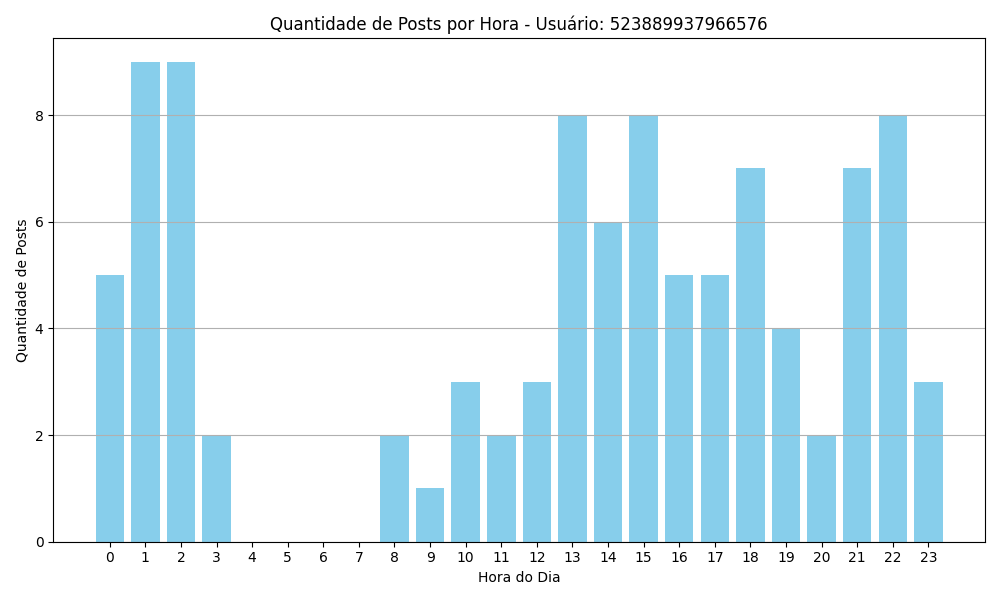 Quantidade de Posts por Hora - Usuário: 523889937966576
Quantidade de Posts
8
6
4
2
0
0 1 2 3 4 5 6 7 8 9 10 11 12 13 14 15 16 17 18 19 20 21 22 23
Hora do Dia